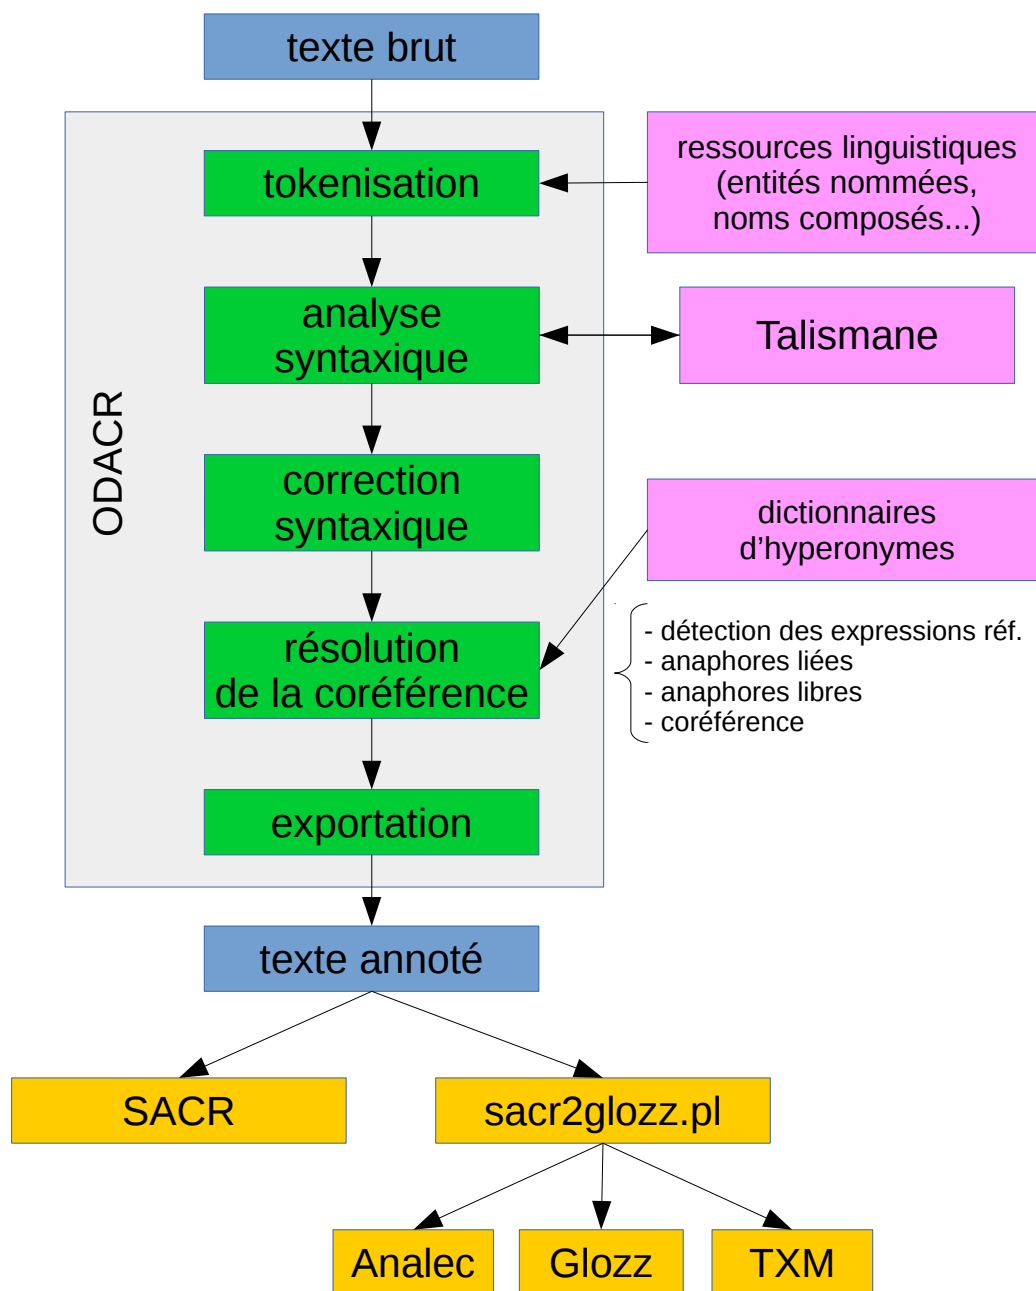 texte brut
tokenisation
ressources linguistiques
(entités nommées,
noms composés...)
analyse
syntaxique
Talismane
ODACR
correction
syntaxique
dictionnaires
d'hyperonymes
résolution
de la coréférence
- détection des expressions réf.
- anaphores liées
- anaphores libres
- coréférence
exportation
texte annoté
SACR
sacr2glozz.pl
Analec
Glozz
TXM